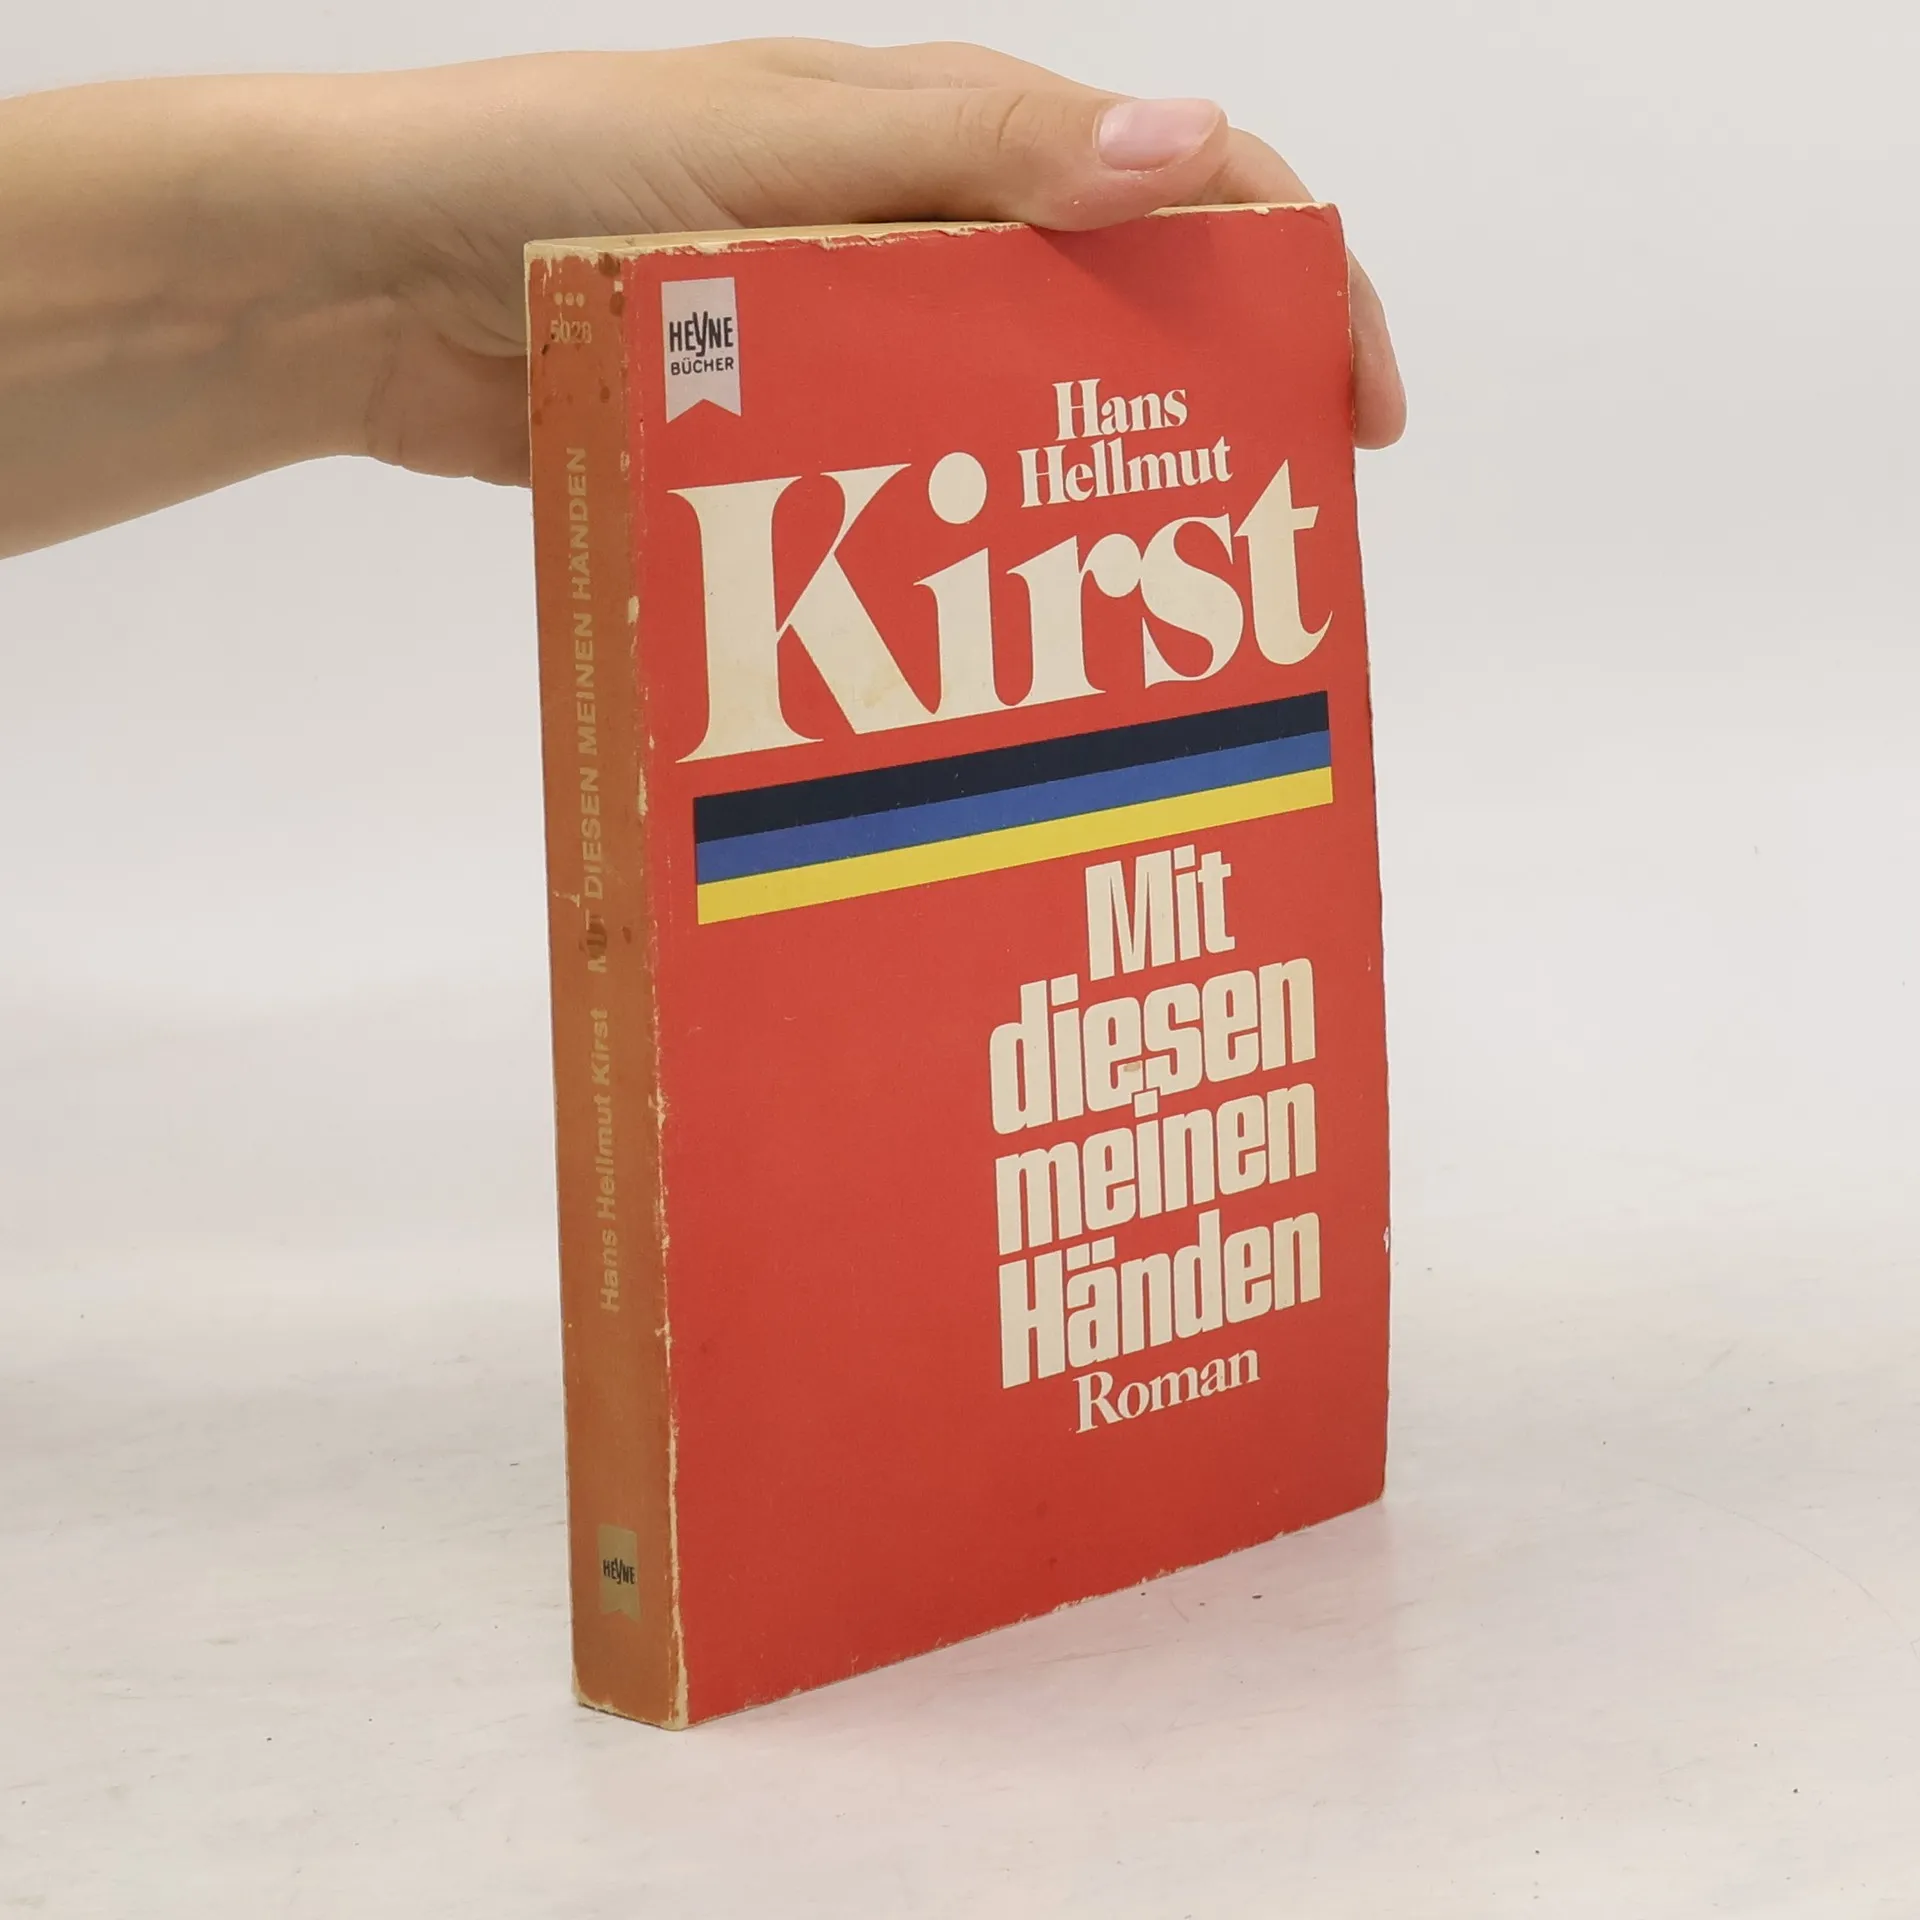 5028
Hans Hellmut Kirst MIT DIESEN MEINEN HÄNDEN
HEYNE
HEYNE
BÜCHER
Hans
Hellmut
Kirst
Mit
diesen
meinen
Händen
Roman